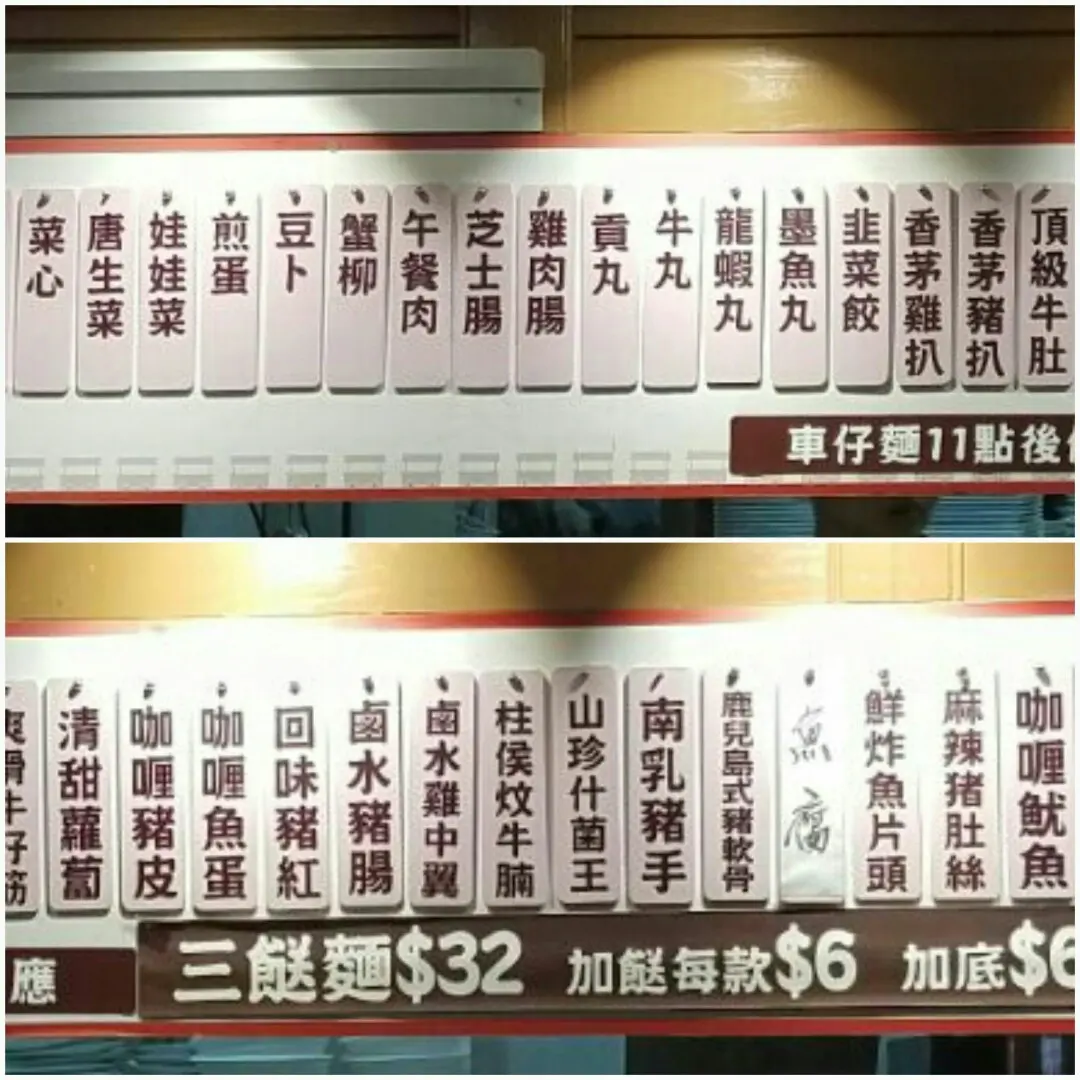 菜心
唐生菜
娃娃菜
煎蛋
豆卜
蟹柳
午餐肉
芝士腸
雞肉腸
貢丸
牛丸
龍蝦丸
墨魚丸
韭菜餃
香茅雞扒
香茅豬扒
頂級牛肚
車仔麵11點後
爽滑牛仔筋
清甜蘿蔔
咖喱豬皮
咖喱魚蛋
回味豬紅
鹵水豬腸
鹵水雞中翼
柱侯炆牛腩
山珍什菌王
南乳豬手
鹿兒島式豬軟骨
魚腐
鮮炸魚片頭
麻辣猪肚絲
咖喱魷魚
應
三餸麵$32 加餸每款$6 加底$6